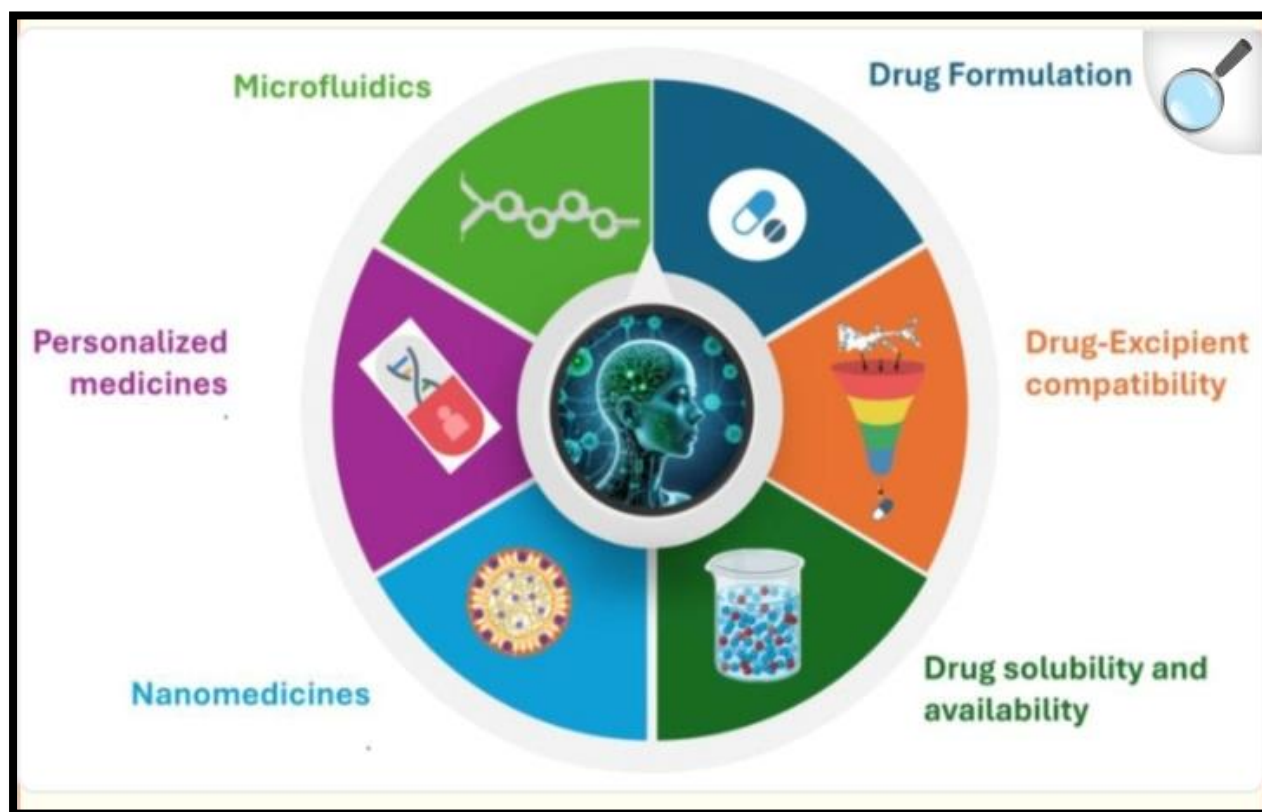 Microfluidics
Drug Formulation
Personalized
medicines
Drug-Excipient
compatibility
Nanomedicines
Drug solubility and
availability